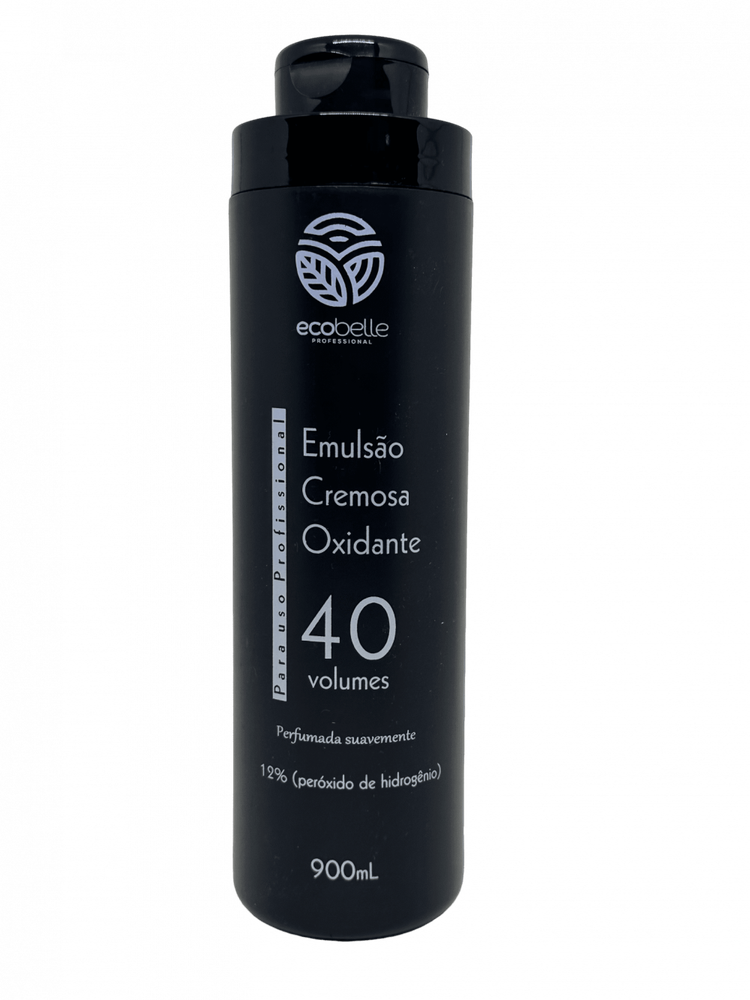 ecobelle
PROFESSIONAL
Para uso Profissional
Emulsão
Cremosa
Oxidante
40
volumes
Perfumada suavemente
12% (peróxido de hidrogênio)
900mL